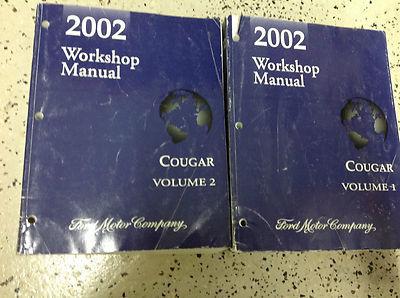 2002
Workshop
Manual
COUGAR
VOLUME 2
Ford Motor Company
2002
Workshop
Manual
COUGAR
VOLUME 1
Ford Motor Company